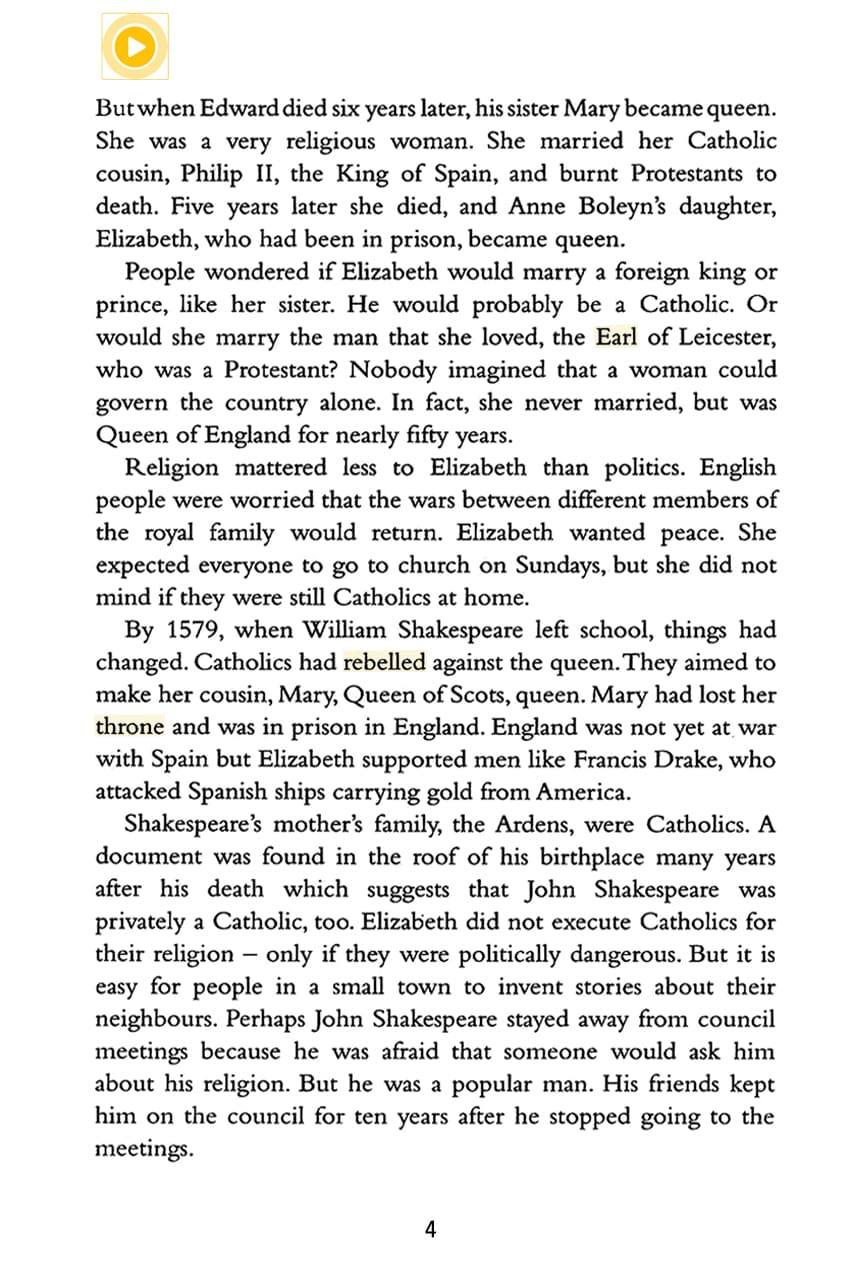 But when Edward died six years later, his sister Mary became queen.
She was a very religious woman. She married her Catholic
cousin, Philip II, the King of Spain, and burnt Protestants to
death. Five years later she died, and Anne Boleyn's daughter,
Elizabeth, who had been in prison, became queen.
People wondered if Elizabeth would marry a foreign king or
prince, like her sister. He would probably be a Catholic. Or
would she marry the man that she loved, the Earl of Leicester,
who was a Protestant? Nobody imagined that a woman could
govern the country alone. In fact, she never married, but was
Queen of England for nearly fifty years.
Religion mattered less to Elizabeth than politics. English
people were worried that the wars between different members of
the royal family would return. Elizabeth wanted peace. She
expected everyone to go to church on Sundays, but she did not
mind if they were still Catholics at home.
By 1579, when William Shakespeare left school, things had
changed. Catholics had rebelled against the queen. They aimed to
make her cousin, Mary, Queen of Scots, queen. Mary had lost her
throne and was in prison in England. England was not yet at war
with Spain but Elizabeth supported men like Francis Drake, who
attacked Spanish ships carrying gold from America.
Shakespeare's mother's family, the Ardens, were Catholics. A
document was found in the roof of his birthplace many years
after his death which suggests that John Shakespeare was
privately a Catholic, too. Elizabeth did not execute Catholics for
their religion – only if they were politically dangerous. But it is
easy for people in a small town to invent stories about their
neighbours. Perhaps John Shakespeare stayed away from council
meetings because he was afraid that someone would ask him
about his religion. But he was a popular man. His friends kept
him on the council for ten years after he stopped going to the
meetings.
4